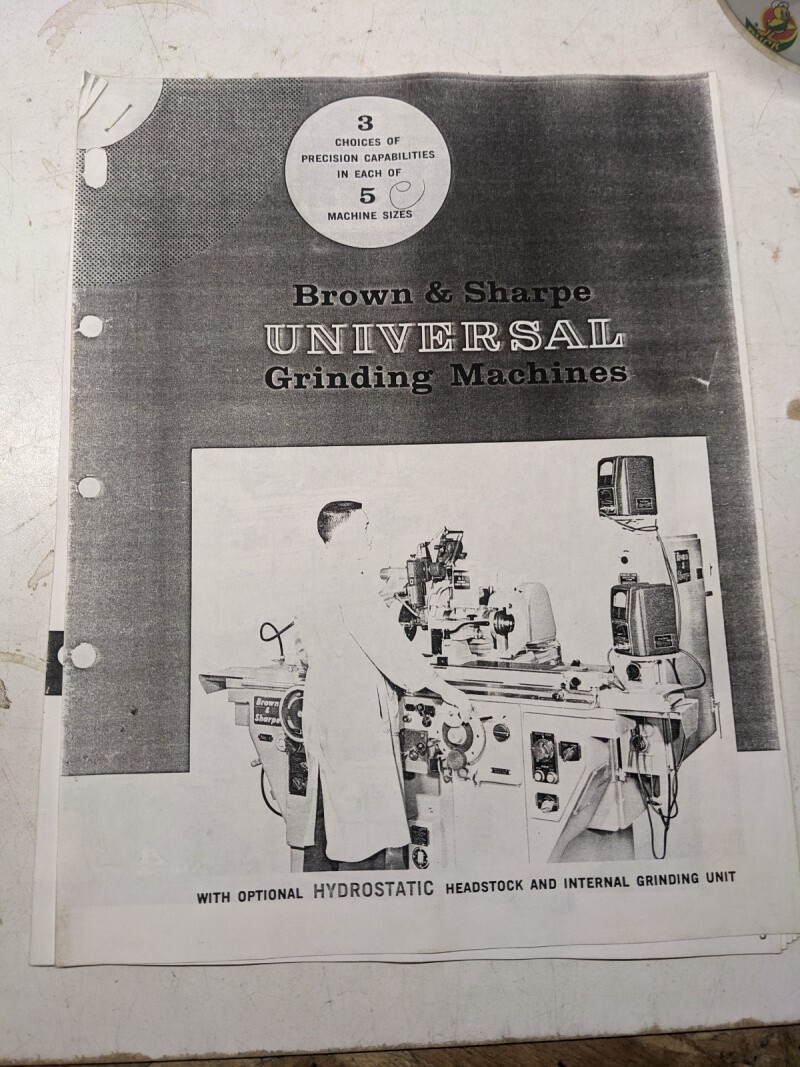 3
CHOICES OF
PRECISION CAPABILITIES
IN EACH OF
5
MACHINE SIZES
Brown & Sharpe
UNIVERSAL
Grinding Machines
Brown
&
Sharpe
WITH OPTIONAL HYDROSTATIC HEADSTOCK AND INTERNAL GRINDING UNIT